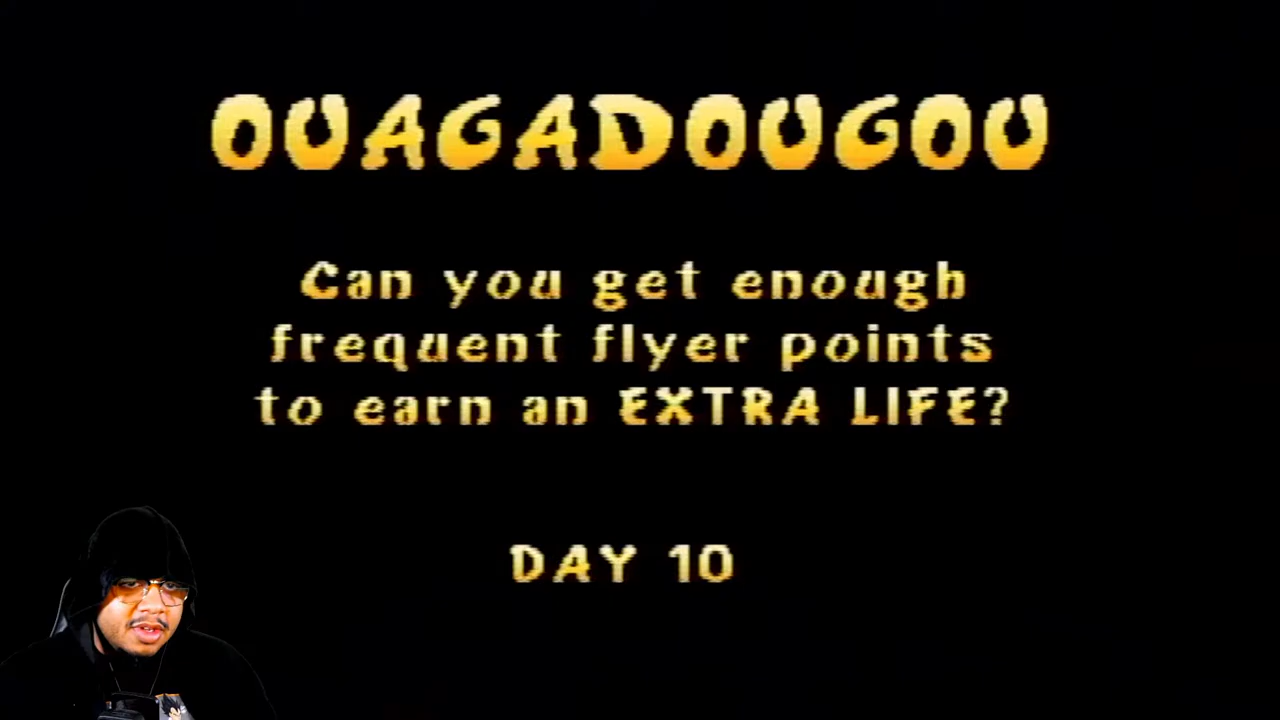 OUAGADOUGOU
Can you get enough
frequent flyer points
to earn an EXTRA LIFE?
DAY 10